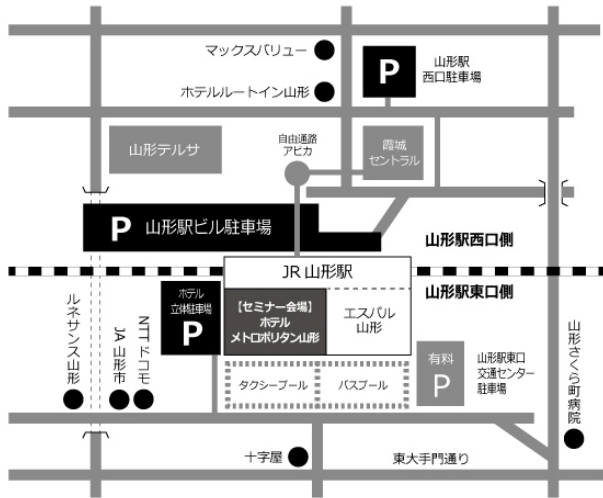 マックスバリュー
P
山形駅
西口駐車場
ホテルルートイン山形
山形テルサ
自由通路
アピカ
霞城
セントラル
P 山形駅ビル駐車場
山形駅西口側
JR 山形駅
山形駅東口側
ホテル
立体駐車場
P
【セミナー会場】
ホテル
メトロポリタン山形
エスパル
山形
ルネサンス山形
JA 山形市
NTT ドコモ
タクシープール
バスプール
有料
P
山形駅東口
交通センター
駐車場
山形さくら町病院
十字屋
東大手門通り